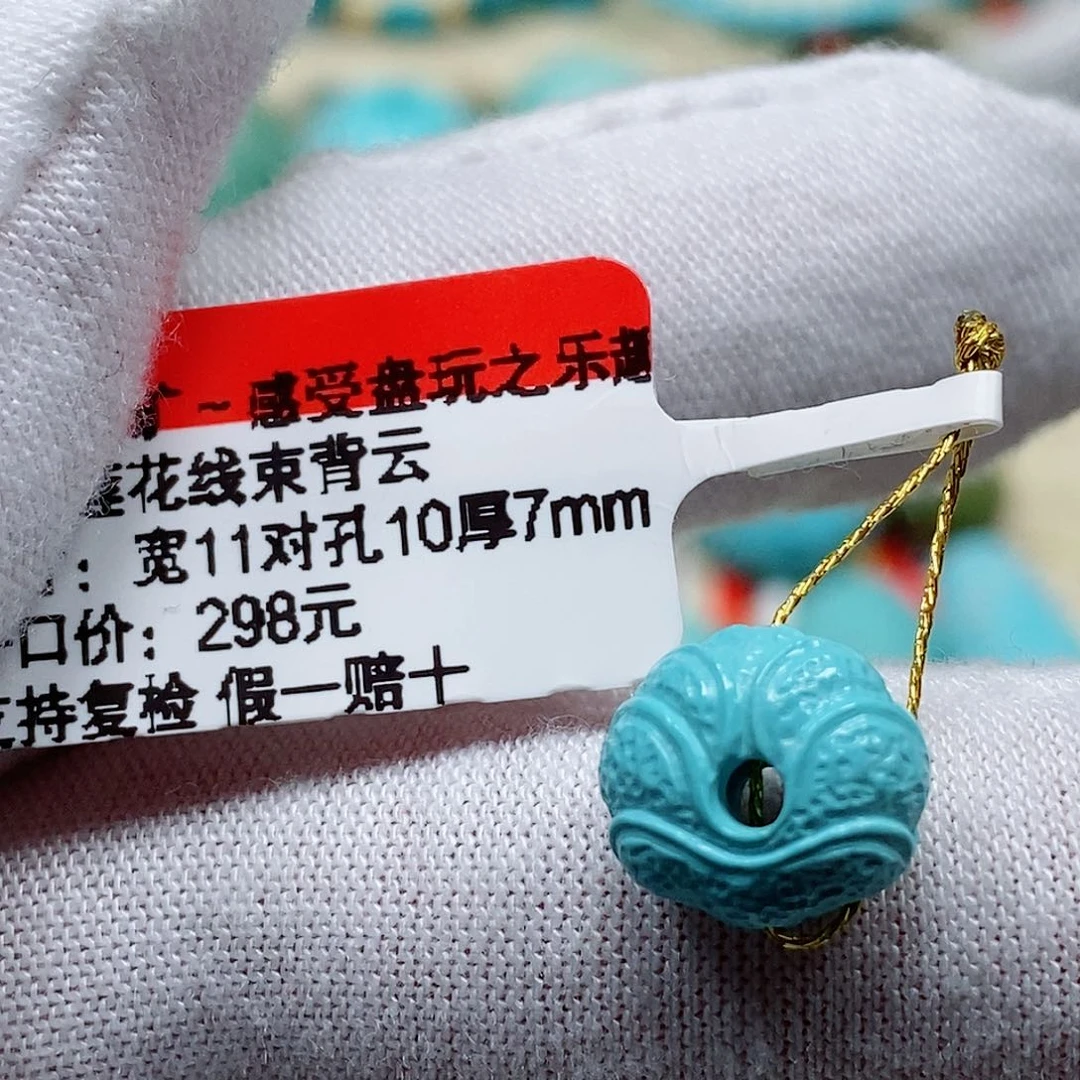 ~感受盘玩之乐趣
花线束背云
：宽11对孔10厚7mm
口价：298元
支持复检 假一赔十